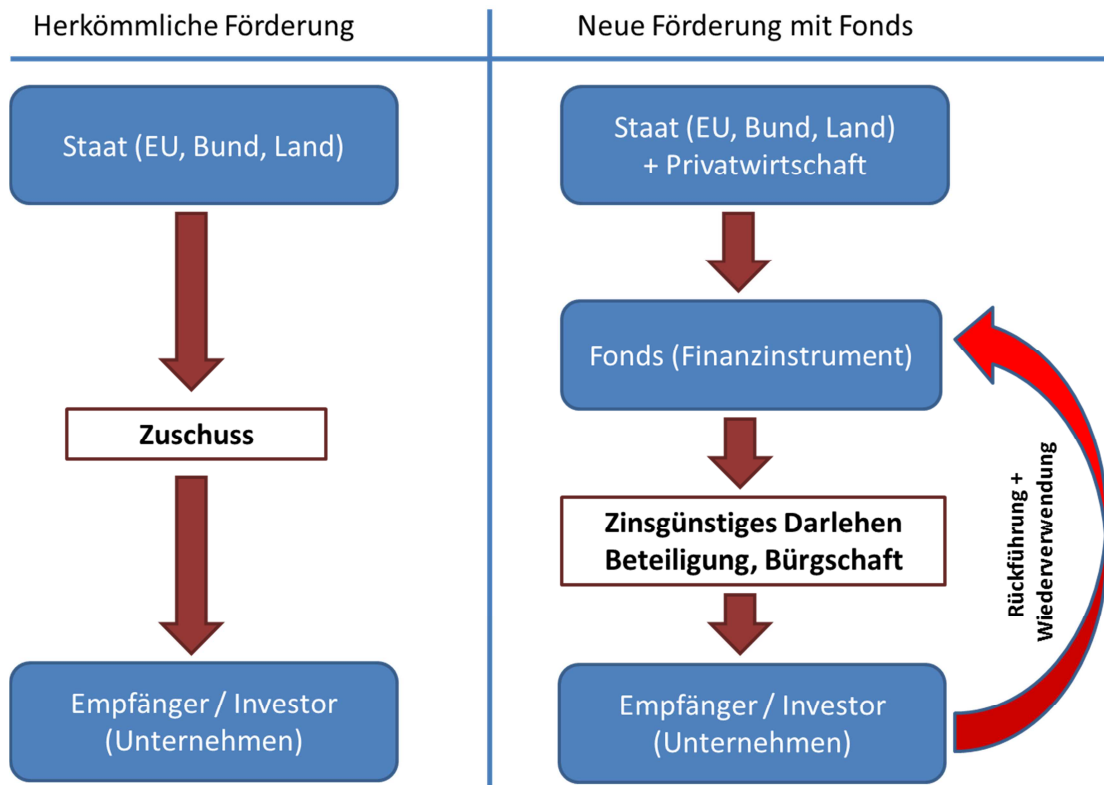 Herkömmliche Förderung
Staat (EU, Bund, Land)
Zuschuss
Empfänger / Investor
(Unternehmen)
Neue Förderung mit Fonds
Staat (EU, Bund, Land)
+ Privatwirtschaft
Fonds (Finanzinstrument)
Zinsgünstiges Darlehen
Beteiligung, Bürgschaft
Empfänger / Investor
(Unternehmen)
Rückführung +
Wiederverwendung